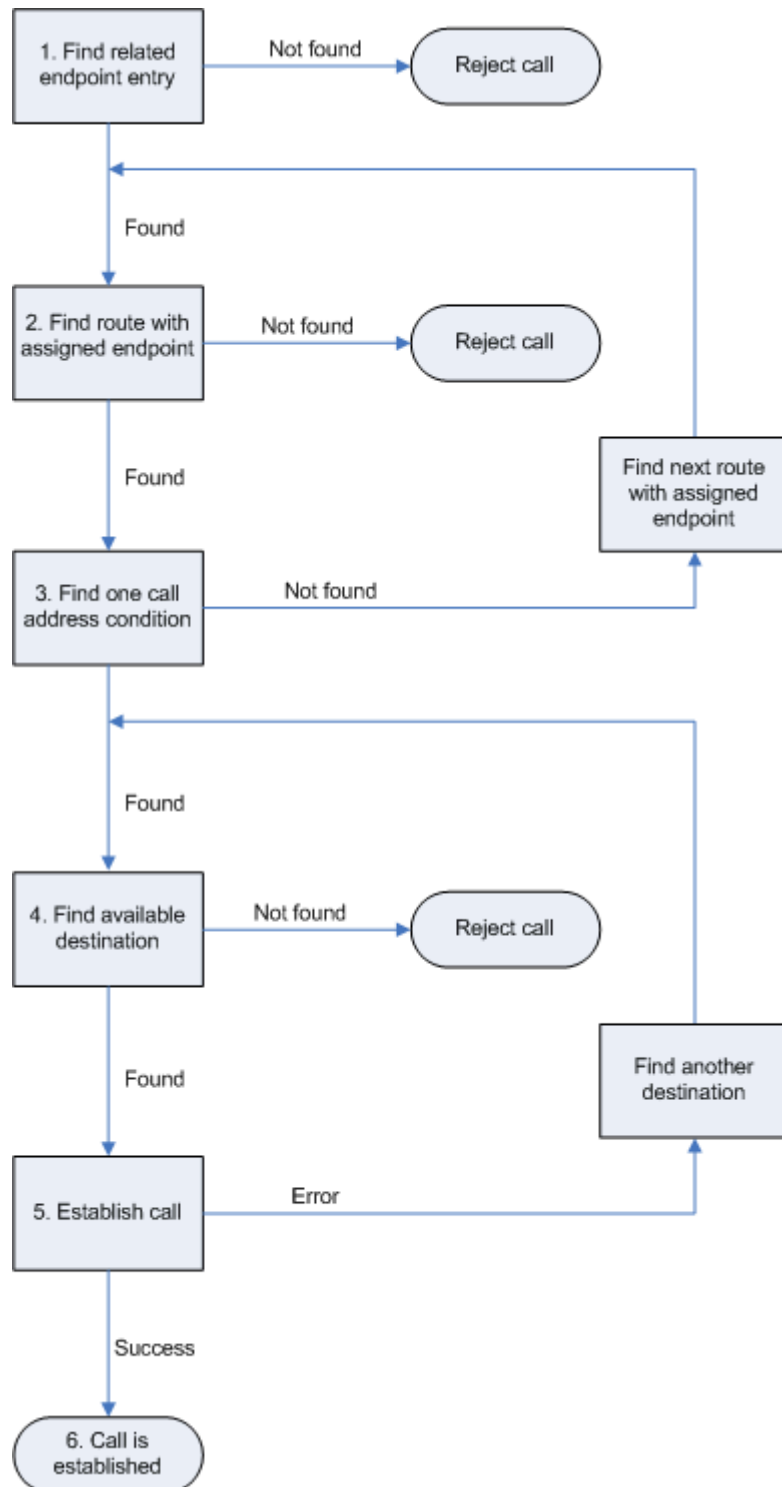 1. Find related
endpoint entry
Not found
Reject call
Found
2. Find route with
assigned endpoint
Not found
Reject call
Found
Find next route
with assigned
endpoint
3. Find one call
address condition
Not found
Found
4. Find available
destination
Not found
Reject call
Found
Find another
destination
5. Establish call
Error
Success
6. Call is
established